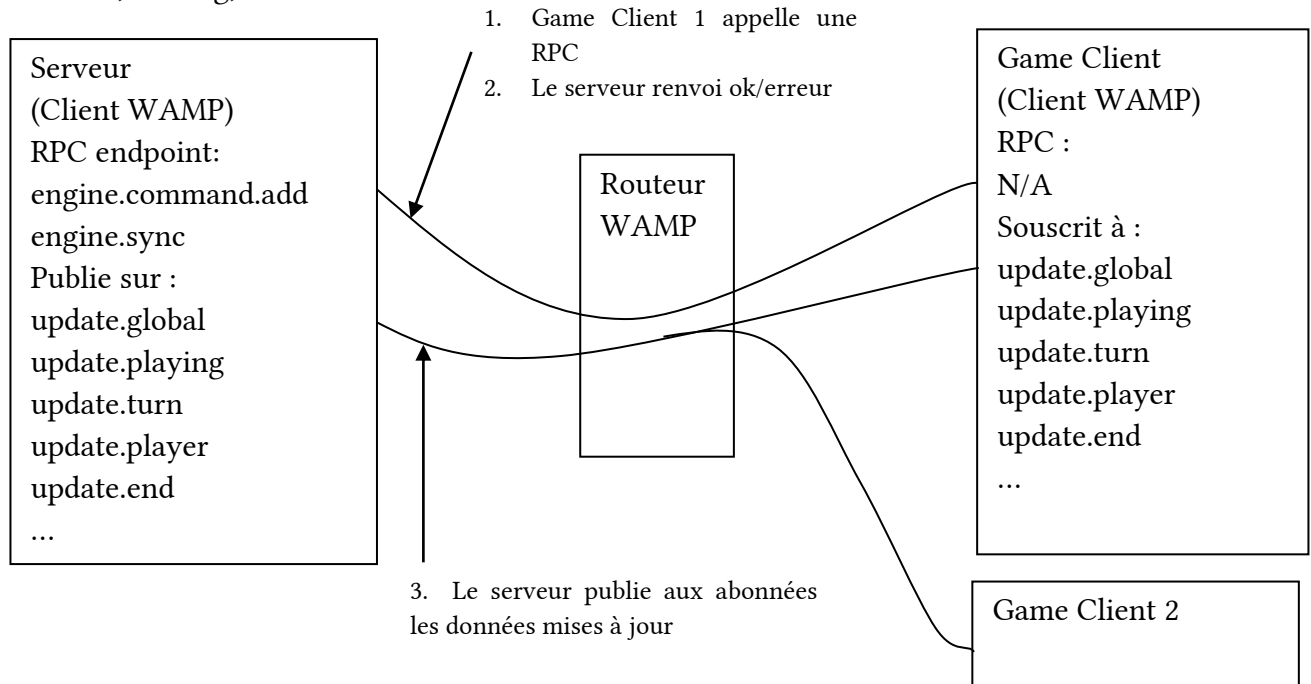 1. Game Client 1 appelle une
RPC
2. Le serveur renvoi ok/erreur
Serveur
(Client WAMP)
RPC endpoint:
engine.command.add
engine.sync
Publie sur :
update.global
update.playing
update.turn
update.player
update.end
...
Routeur
WAMP
Game Client
(Client WAMP)
RPC :
N/A
Souscrit à :
update.global
update.playing
update.turn
update.player
update.end
...
3. Le serveur publie aux abonnées
les données mises à jour
Game Client 2